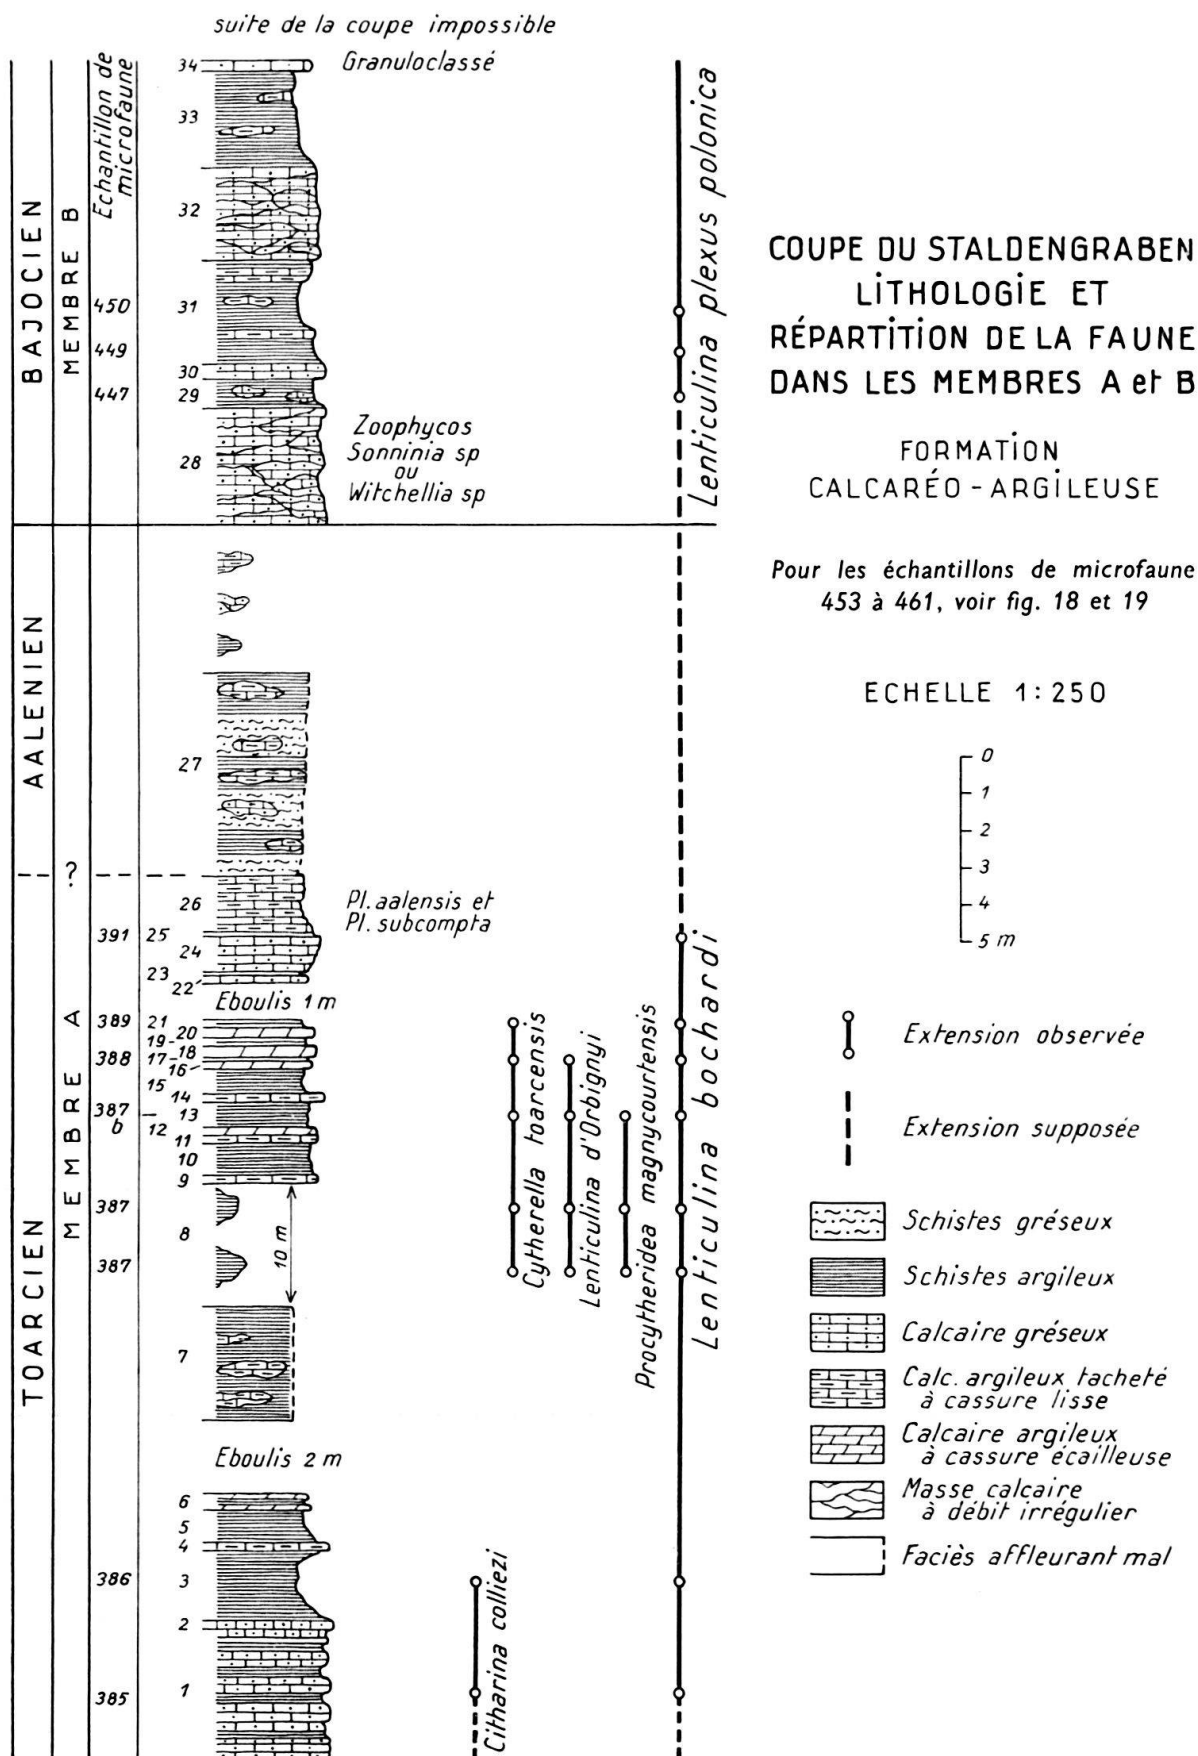 suite de la coupe impossible
Granuloclassé
BAJOCIEN
AALENIEN
TOARCIEN
MEMBRE B
?
MEMBRE A
Echantillon de
microfaune
450
449
447
391
389
388
387
b
387
387
386
385
34
33
32
31
30
29
28
27
26
25
24
23
22
Eboulis 1 m
21
20
19
18
17
16
15
14
13
12
11
10
9
8
10 m
7
Eboulis 2 m
6
5
4
3
2
1
Zoophycos
Sonninia sp
ou
Witchellia sp
Pl. aalensis et
Pl. subcompta
Citharina colliezi
Cytherella toarcensis
Lenticulina d'Orbignyi
Procytheridea magnycourtensis
Lenticulina bochardi
Lenticulina plexus polonica
COUPE DU STALDENGRABEN
LITHOLOGIE ET
RÉPARTITION DE LA FAUNE
DANS LES MEMBRES A et B
FORMATION
CALCARÉO-ARGILEUSE
Pour les échantillons de microfaune
453 à 461, voir fig. 18 et 19
ECHELLE 1:250
0
1
2
3
4
5 m
Extension observée
Extension supposée
Schistes gréseux
Schistes argileux
Calcaire gréseux
Calc. argileux tacheté
à cassure lisse
Calcaire argileux
à cassure écailleuse
Masse calcaire
à débit irrégulier
Faciès affleurant mal